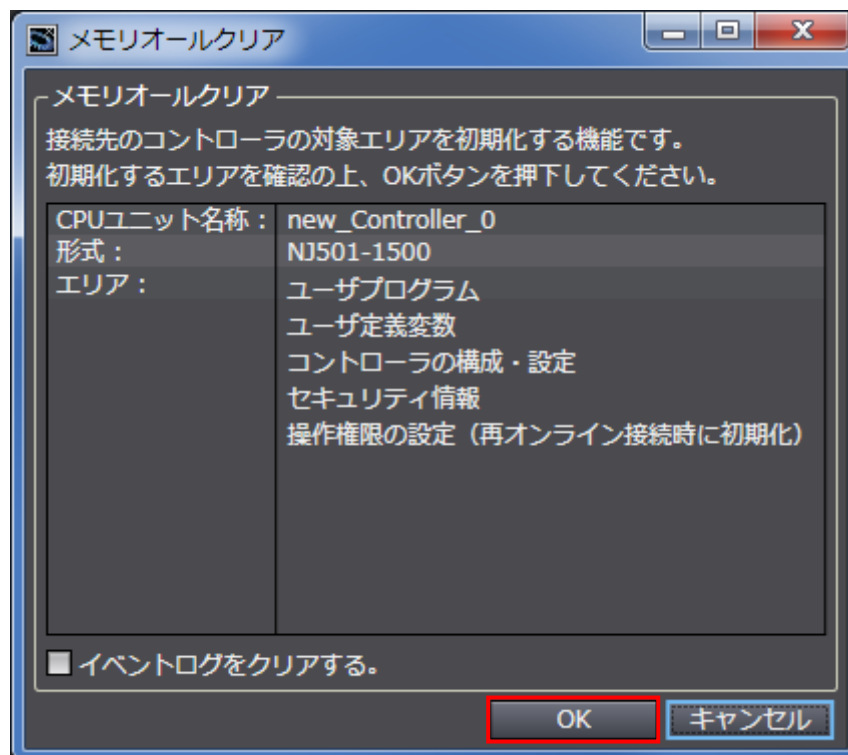 メモリオールクリア
メモリオールクリア
接続先のコントローラの対象エリアを初期化する機能です。
初期化するエリアを確認の上、OKボタンを押下してください。
CPUユニット名称： new_Controller_0
形式： NJ501-1500
エリア： ユーザプログラム
ユーザ定義変数
コントローラの構成・設定
セキュリティ情報
操作権限の設定（再オンライン接続時に初期化）
イベントログをクリアする。
OK キャンセル